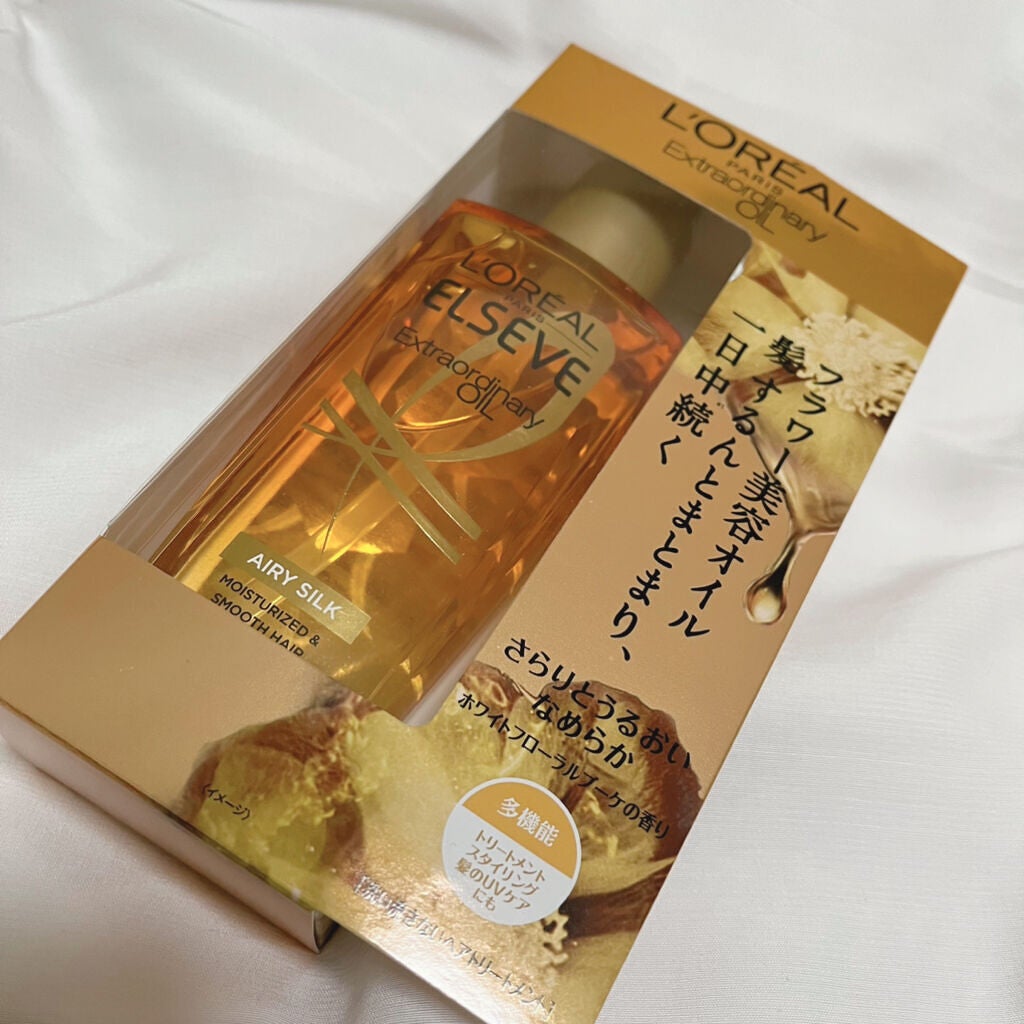 L'ORÉAL
PARIS
Extraordinary
OIL
L'ORÉAL
PARIS
ELSEVE
Extraordinary
OIL
AIRY SILK
MOISTURIZED &
SMOOTH HAIR
フラワー美容オイル
髪するんとまとまり、
一日中続く
さらりとうるおい
なめらか
ホワイトフローラルブーケの香り
多機能
トリートメント
スタイリング
髪のUVケア
にも
〈イメージ〉
洗い流さないヘアトリートメント